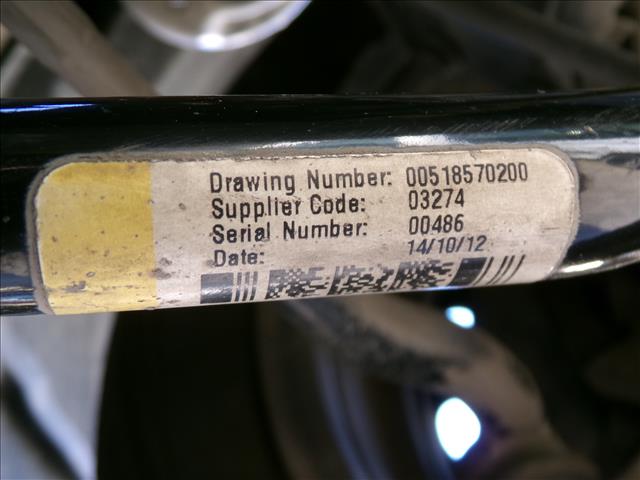 Drawing Number: 00518570200
Supplier Code: 03274
Serial Number: 00486
Date: 14/10/12